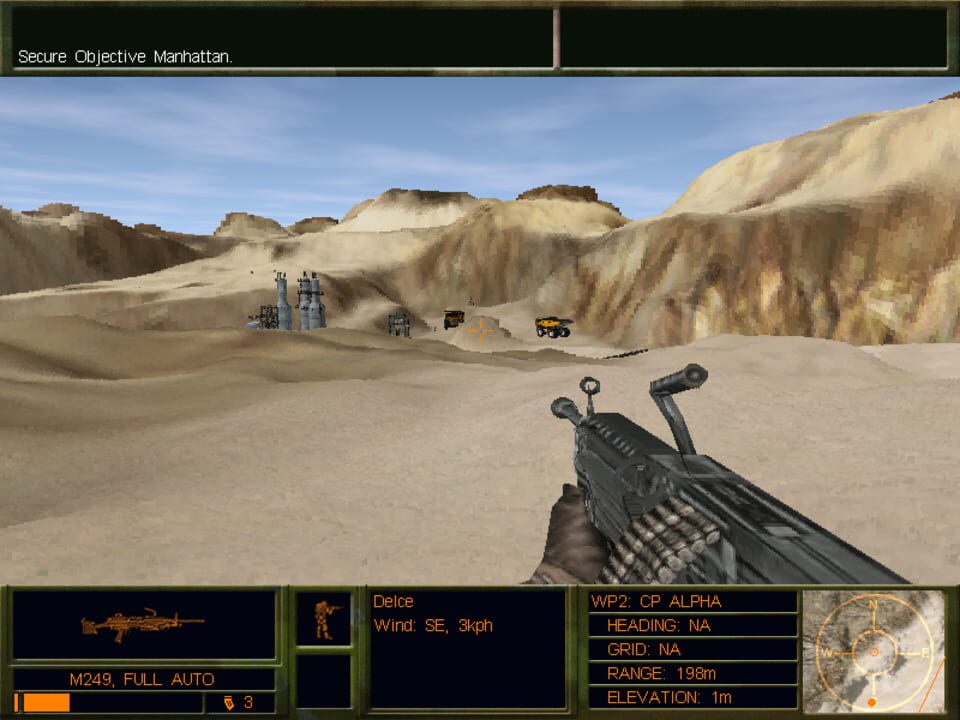 Secure Objective Manhattan.
M249, FULL AUTO
3
Delce
Wind: SE, 3kph
WP2: CP ALPHA
HEADING: NA
GRID: NA
RANGE: 198m
ELEVATION: 1m
N
W E